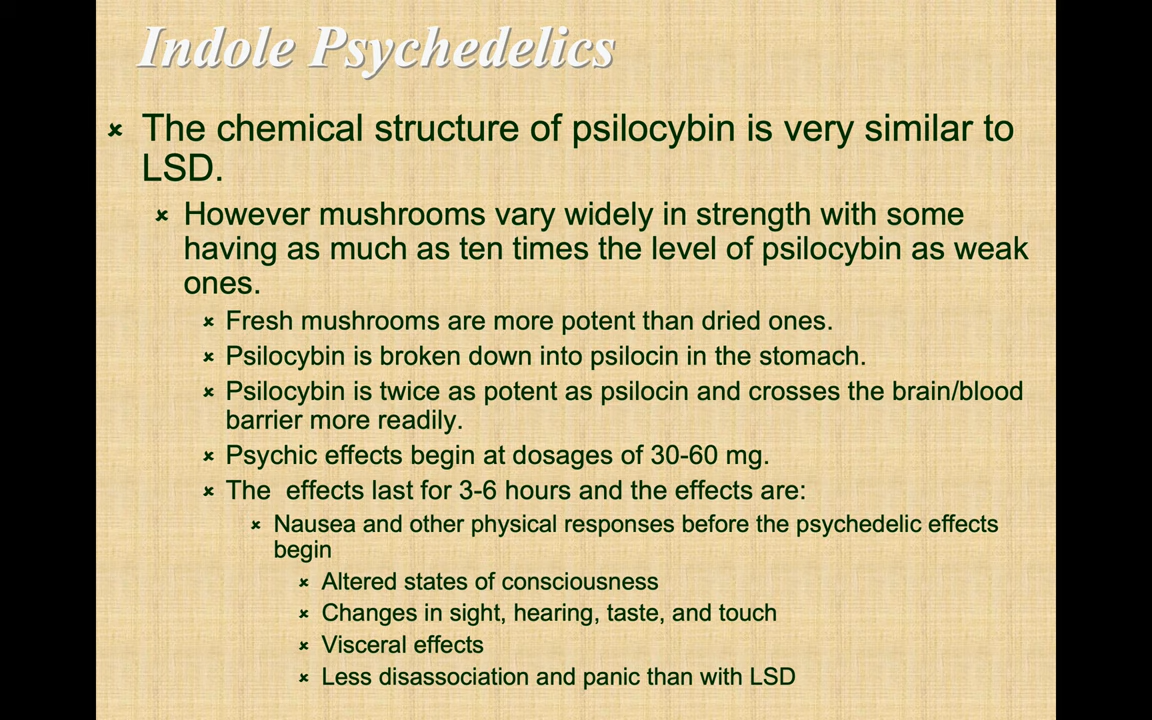 Indole Psychedelics
The chemical structure of psilocybin is very similar to
LSD.
However mushrooms vary widely in strength with some
having as much as ten times the level of psilocybin as weak
ones.
Fresh mushrooms are more potent than dried ones.
Psilocybin is broken down into psilocin in the stomach.
Psilocybin is twice as potent as psilocin and crosses the brain/blood
barrier more readily.
Psychic effects begin at dosages of 30-60 mg.
The  effects last for 3-6 hours and the effects are:
Nausea and other physical responses before the psychedelic effects
begin
Altered states of consciousness
Changes in sight, hearing, taste, and touch
Visceral effects
Less disassociation and panic than with LSD